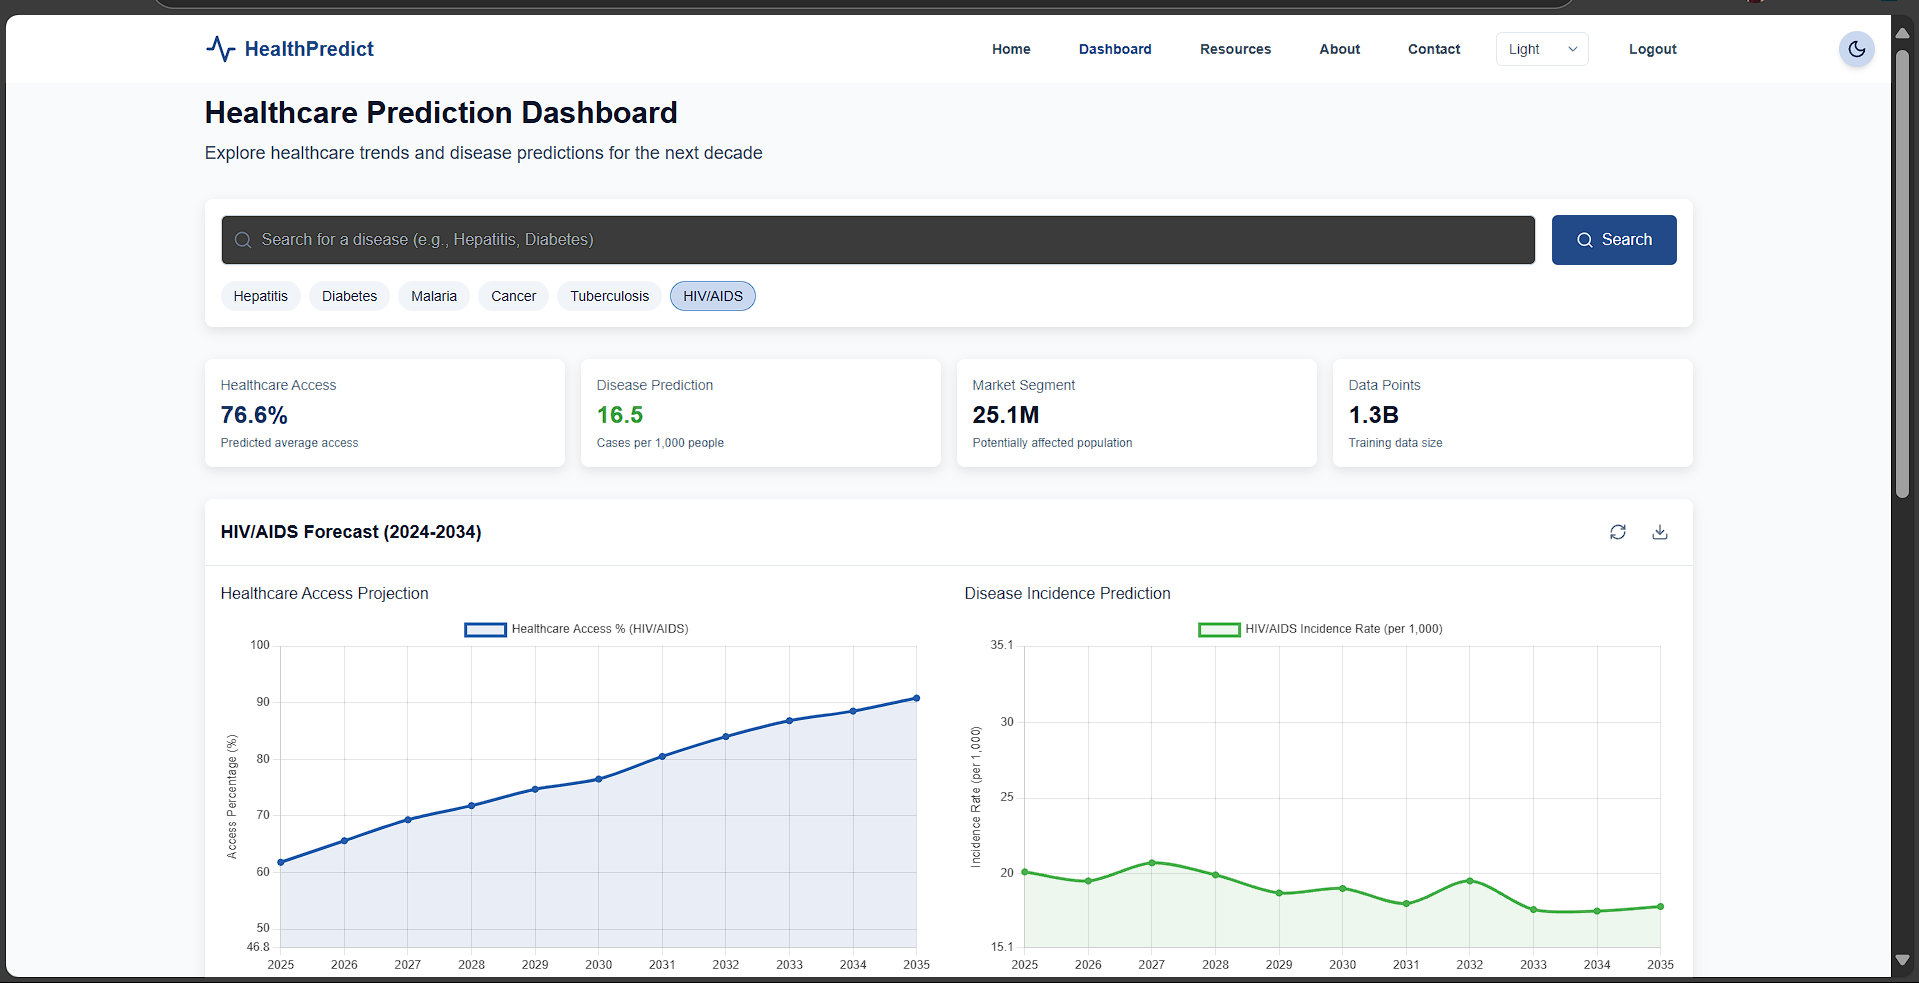 HealthPredict
Home Dashboard Resources About Contact Light Logout
Healthcare Prediction Dashboard
Explore healthcare trends and disease predictions for the next decade
Search for a disease (e.g., Hepatitis, Diabetes)
Search
Hepatitis Diabetes Malaria Cancer Tuberculosis HIV/AIDS
Healthcare Access
76.6%
Predicted average access
Disease Prediction
16.5
Cases per 1,000 people
Market Segment
25.1M
Potentially affected population
Data Points
1.3B
Training data size
HIV/AIDS Forecast (2024-2034)
Healthcare Access Projection
Healthcare Access % (HIV/AIDS)
Access Percentage (%)
100
90
80
70
60
50
46.8
2025 2026 2027 2028 2029 2030 2031 2032 2033 2034 2035
Disease Incidence Prediction
HIV/AIDS Incidence Rate (per 1,000)
Incidence Rate (per 1,000)
35.1
30
25
20
15.1
2025 2026 2027 2028 2029 2030 2031 2032 2033 2034 2035